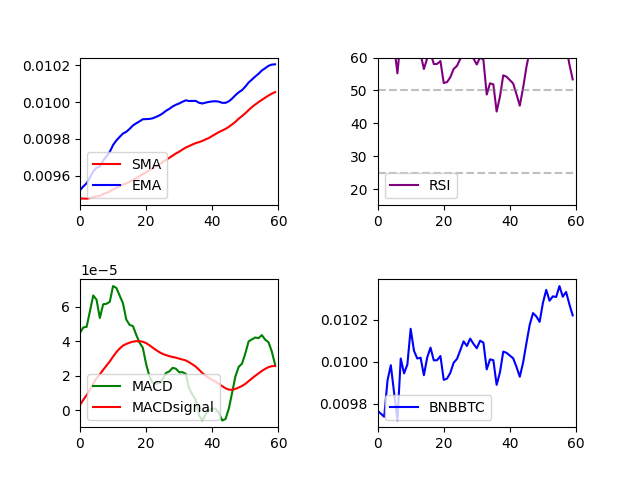 0.0102
0.0100
0.0098
0.0096
SMA
EMA
0 20 40 60
60
50
40
30
20
RSI
0 20 40 60
1e−5
6
4
2
0
MACD
MACDsignal
0 20 40 60
0.0102
0.0100
0.0098
BNBBTC
0 20 40 60